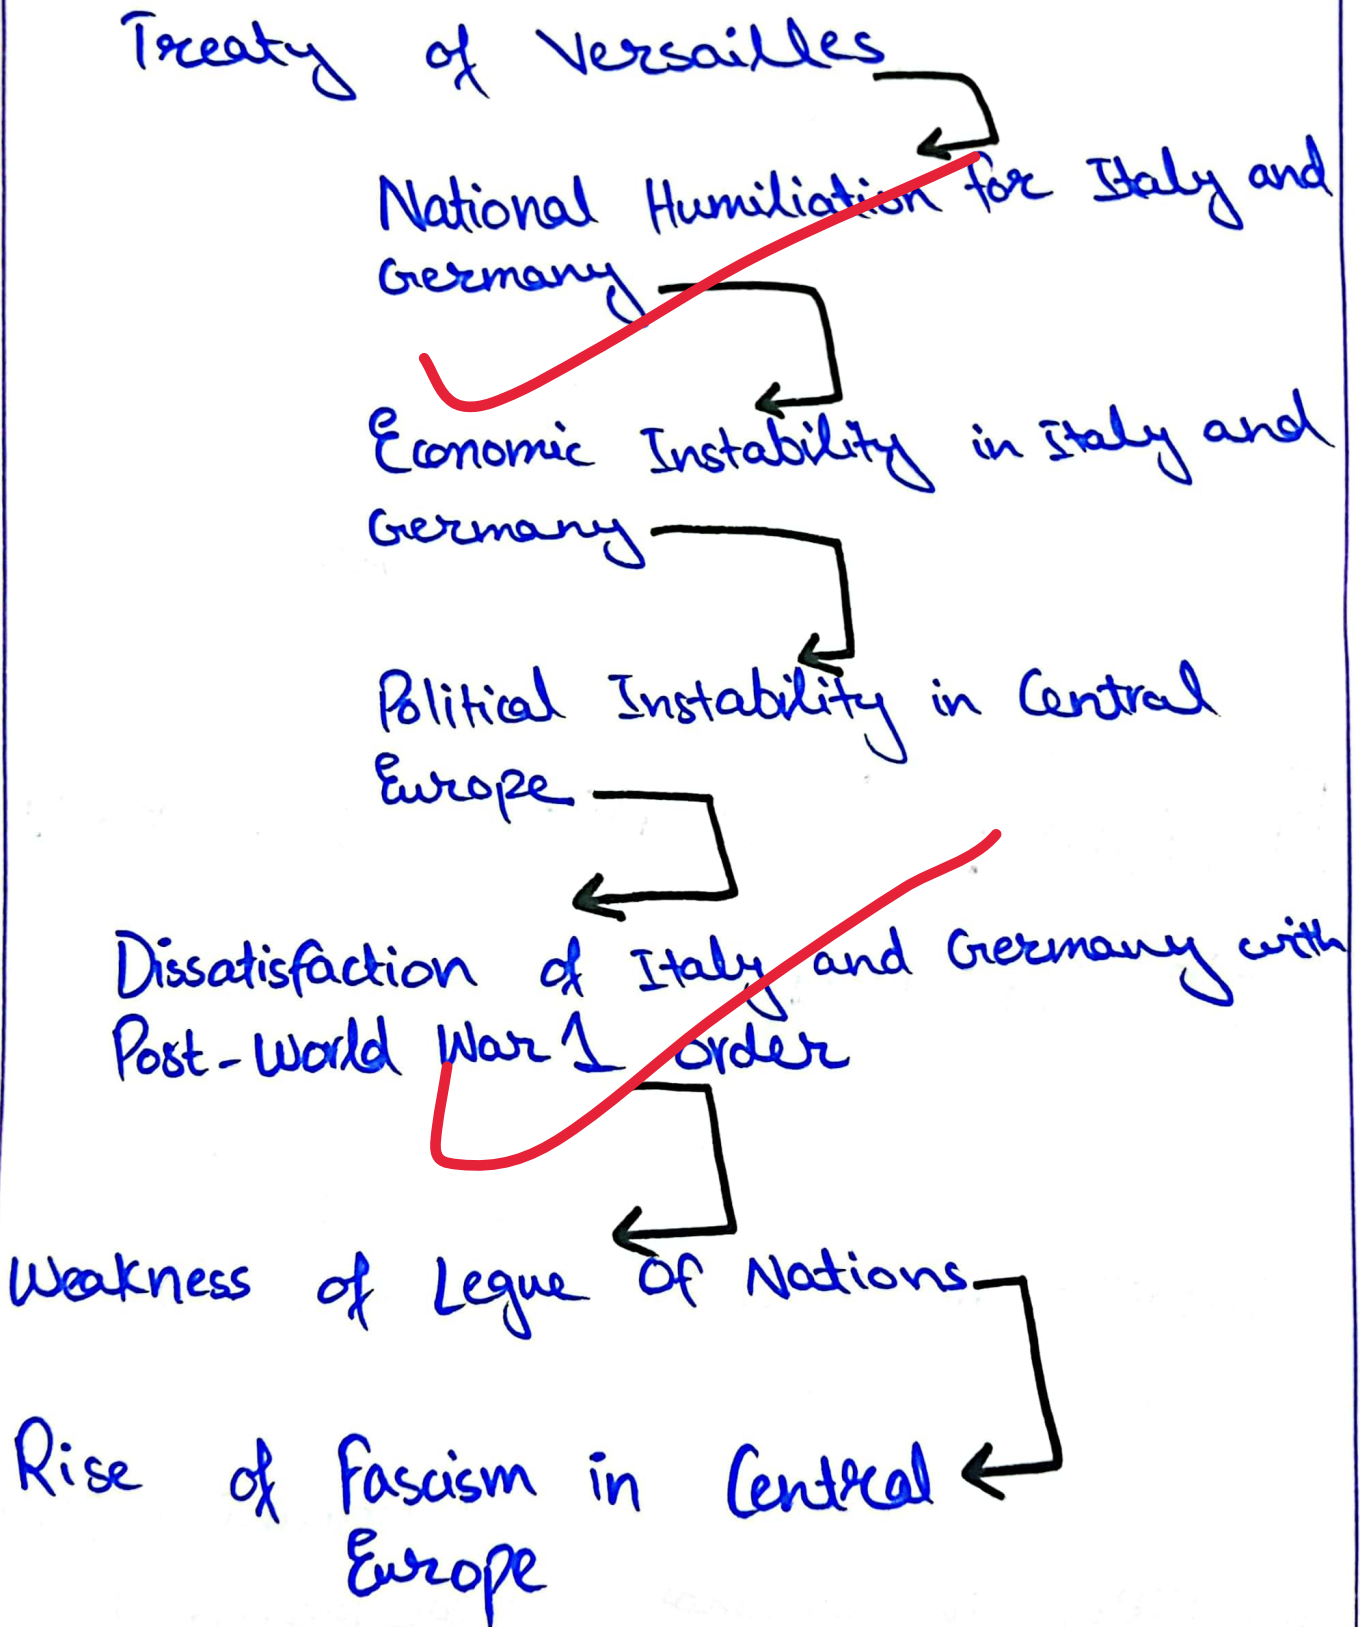 Treaty of Versailles
National Humiliation for Italy and
Germany
Economic Instability in Italy and
Germany
Political Instability in Central
Europe
Dissatisfaction of Italy and Germany with
Post-World War 1 order
Weakness of Legue Of Nations
Rise of Fascism in Central
Europe